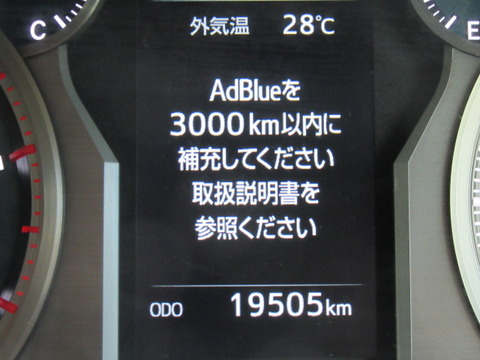 C
E
外気温 28℃
AdBlueを
3000km以内に
補充してください
取扱説明書を
参照ください
ODO 19505km